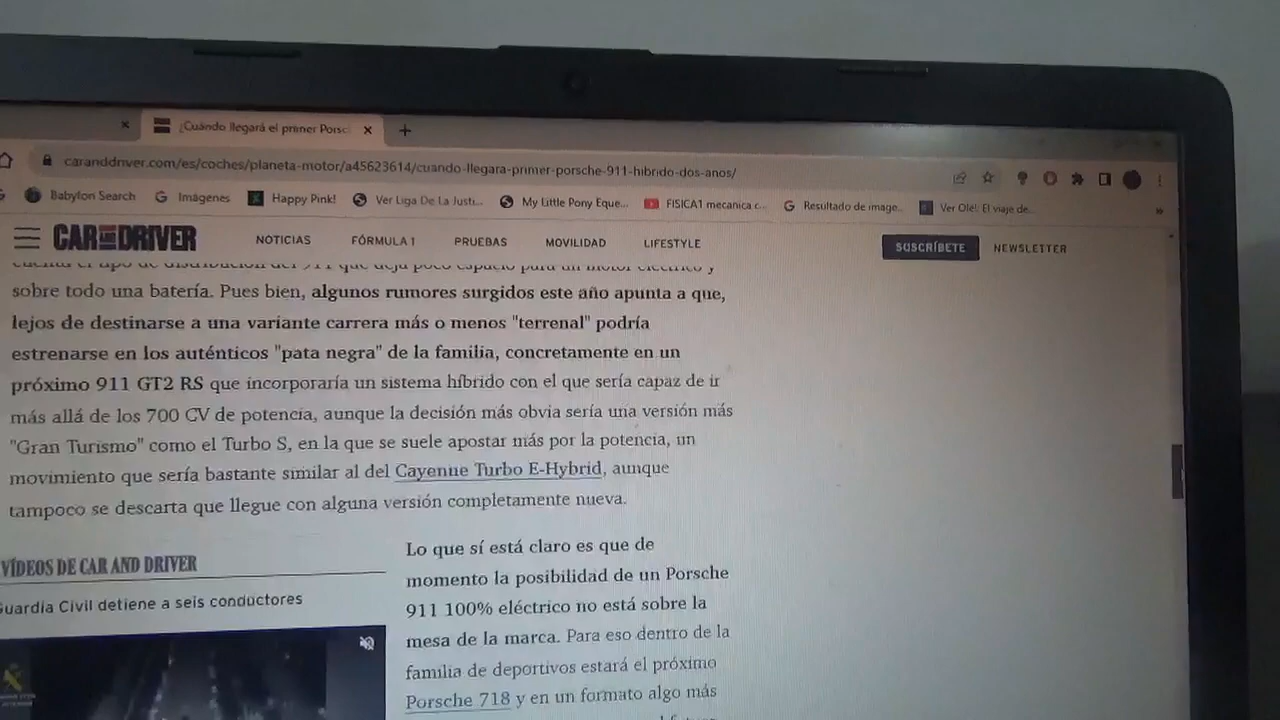 ¿Cuándo llegará el primer Porsc
caranddriver.com/es/coches/planeta-motor/a45623614/cuando-llegara-primer-porsche-911-hibrido-dos-anos/
Babylon Search
Imágenes
Happy Pink!
Ver Liga De La Justi...
My Little Pony Eque...
FISICA1 mecanica c...
Resultado de image...
Ver Olé!: El viaje de...
CAR AND DRIVER
NOTICIAS
FÓRMULA 1
PRUEBAS
MOVILIDAD
LIFESTYLE
SUSCRÍBETE
NEWSLETTER
sobre todo una batería. Pues bien, algunos rumores surgidos este año apunta a que,
lejos de destinarse a una variante carrera más o menos "terrenal" podría
estrenarse en los auténticos "pata negra" de la familia, concretamente en un
próximo 911 GT2 RS que incorporaría un sistema híbrido con el que sería capaz de ir
más allá de los 700 CV de potencia, aunque la decisión más obvia sería una versión más
"Gran Turismo" como el Turbo S, en la que se suele apostar más por la potencia, un
movimiento que sería bastante similar al del Cayenne Turbo E-Hybrid, aunque
tampoco se descarta que llegue con alguna versión completamente nueva.
VÍDEOS DE CAR AND DRIVER
Guardia Civil detiene a seis conductores
Lo que sí está claro es que de
momento la posibilidad de un Porsche
911 100% eléctrico no está sobre la
mesa de la marca. Para eso dentro de la
familia de deportivos estará el próximo
Porsche 718 y en un formato algo más